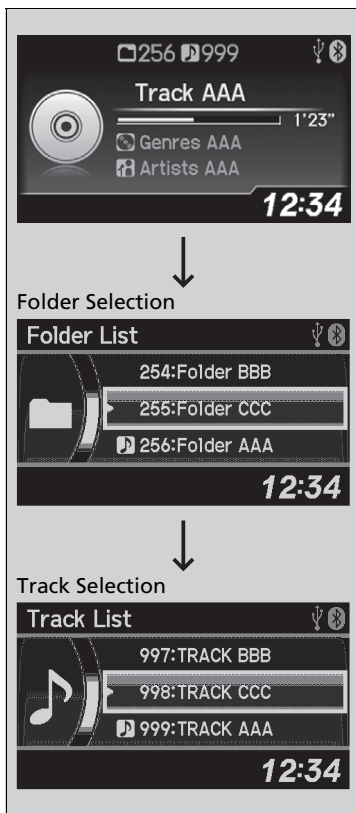 256 999
Track AAA
1'23"
Genres AAA
Artists AAA
12:34
Folder Selection
Folder List
254:Folder BBB
255:Folder CCC
256:Folder AAA
12:34
Track Selection
Track List
997:TRACK BBB
998:TRACK CCC
999:TRACK AAA
12:34